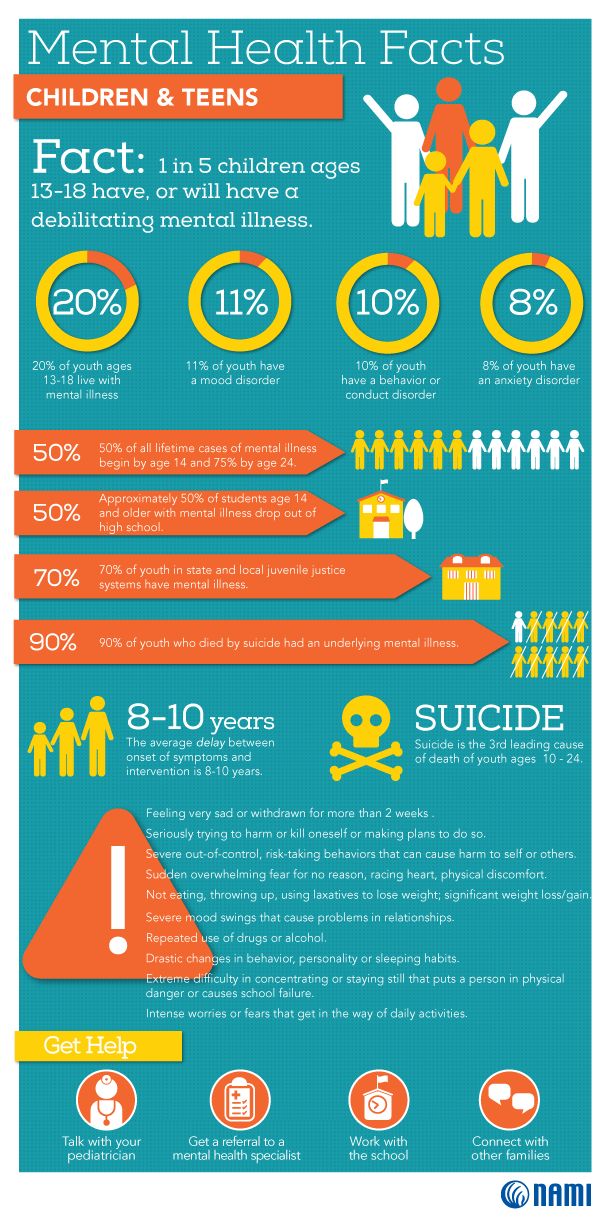 Mental Health Facts
CHILDREN & TEENS
Fact: 1 in 5 children ages
13-18 have, or will have a
debilitating mental illness.
20%
20% of youth ages
13-18 live with
mental illness
11%
11% of youth have
a mood disorder
10%
10% of youth
have a behavior or
conduct disorder
8%
8% of youth have
an anxiety disorder
50%
50% of all lifetime cases of mental illness
begin by age 14 and 75% by age 24.
50%
Approximately 50% of students age 14
and older with mental illness drop out of
high school.
70%
70% of youth in state and local juvenile justice
systems have mental illness.
90%
90% of youth who died by suicide had an underlying mental illness.
8-10 years
The average delay between
onset of symptoms and
intervention is 8-10 years.
SUICIDE
Suicide is the 3rd leading cause
of death of youth ages 10 - 24.
!
Feeling very sad or withdrawn for more than 2 weeks .
Seriously trying to harm or kill oneself or making plans to do so.
Severe out-of-control, risk-taking behaviors that can cause harm to self or others.
Sudden overwhelming fear for no reason, racing heart, physical discomfort.
Not eating, throwing up, using laxatives to lose weight; significant weight loss/gain.
Severe mood swings that cause problems in relationships.
Repeated use of drugs or alcohol.
Drastic changes in behavior, personality or sleeping habits.
Extreme difficulty in concentrating or staying still that puts a person in physical
danger or causes school failure.
Intense worries or fears that get in the way of daily activities.
Get Help
Talk with your
pediatrician
Get a referral to a
mental health specialist
Work with
the school
Connect with
other families
NAMI